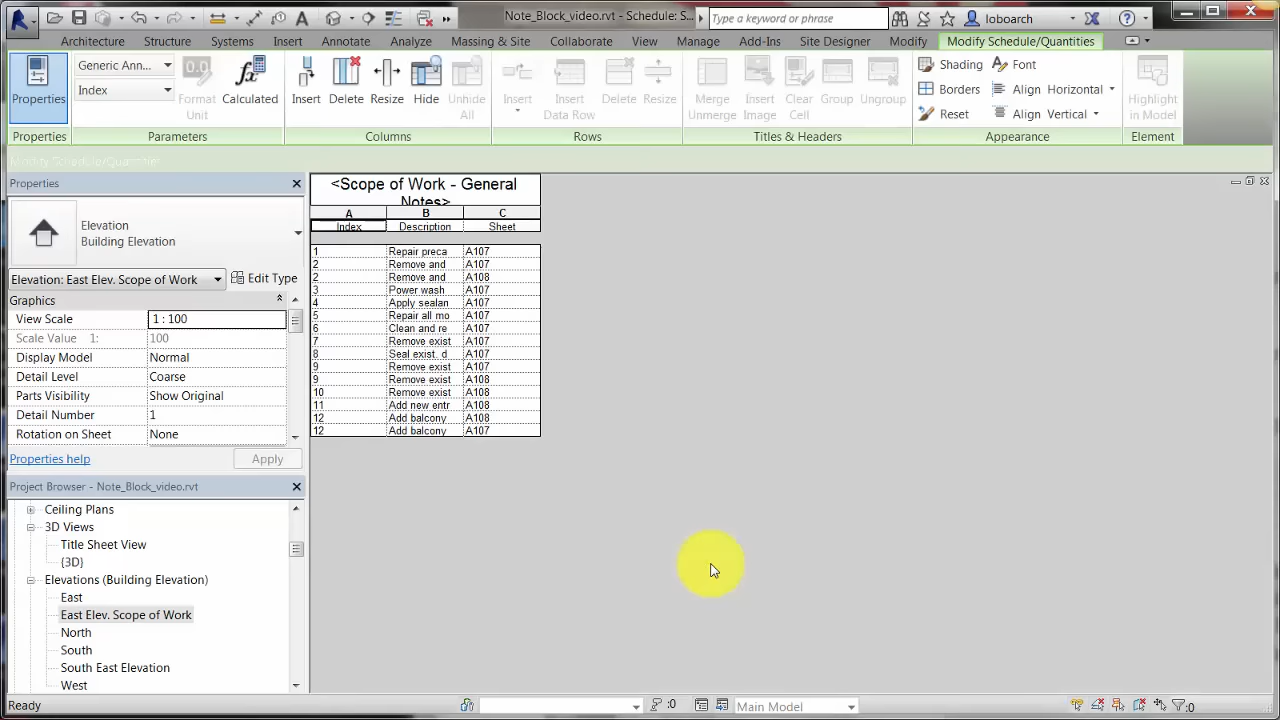 Note_Block_video.rvt - Schedule: S...
Type a keyword or phrase
loboarch
Architecture Structure Systems Insert Annotate Analyze Massing & Site Collaborate View Manage Add-Ins Site Designer Modify Modify Schedule/Quantities
Properties
Generic Ann...
Index
Format Unit
Calculated
Insert Delete Resize Hide Unhide All
Insert Insert Data Row Delete Resize
Merge Unmerge Insert Image Clear Cell Group Ungroup
Shading Font
Borders Align Horizontal
Reset Align Vertical
Highlight in Model
Properties Parameters Columns Rows Titles & Headers Appearance Element
Modify Schedule/Quantities
Properties
Elevation
Building Elevation
Elevation: East Elev. Scope of Work Edit Type
Graphics
View Scale 1 : 100
Scale Value 1: 100
Display Model Normal
Detail Level Coarse
Parts Visibility Show Original
Detail Number 1
Rotation on Sheet None
Properties help Apply
Project Browser - Note_Block_video.rvt
Ceiling Plans
3D Views
Title Sheet View
{3D}
Elevations (Building Elevation)
East
East Elev. Scope of Work
North
South
South East Elevation
West
<Scope of Work - General
Notes>
A B C
Index Description Sheet
1 Repair preca A107
2 Remove and A107
2 Remove and A108
3 Power wash A107
4 Apply sealan A107
5 Repair all mo A107
6 Clean and re A107
7 Remove exist A107
8 Seal exist. d A107
9 Remove exist A107
9 Remove exist A108
10 Remove exist A108
11 Add new entr A108
12 Add balcony A108
12 Add balcony A107
Ready
:0
Main Model
:0